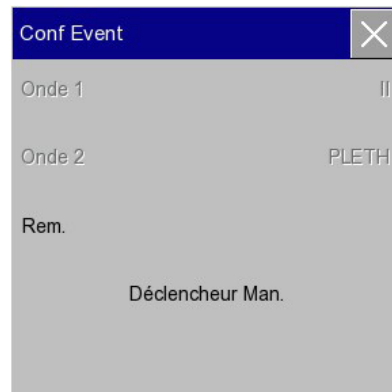 Conf Event
Onde 1 II
Onde 2 PLETH
Rem.
Déclencheur Man.